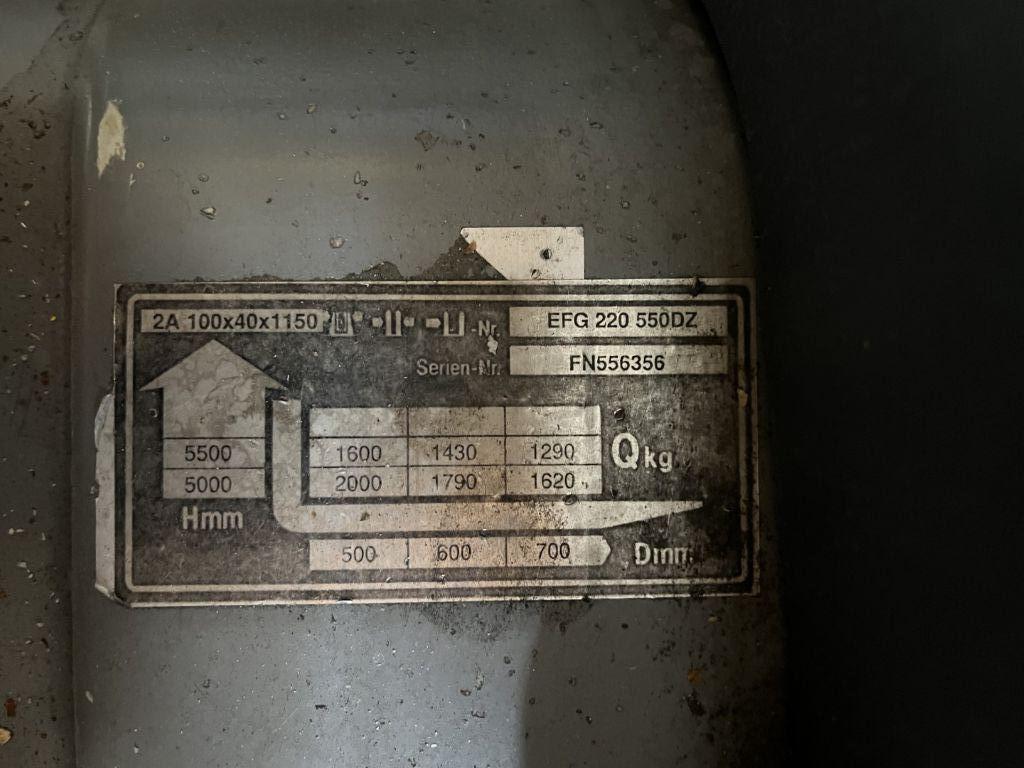 2A 100x40x1150 -Nr. EFG 220 550DZ
Serien-Nr. FN556356
5500 1600 1430 1290 Qkg
5000 2000 1790 1620
Hmm
500 600 700 Dmm